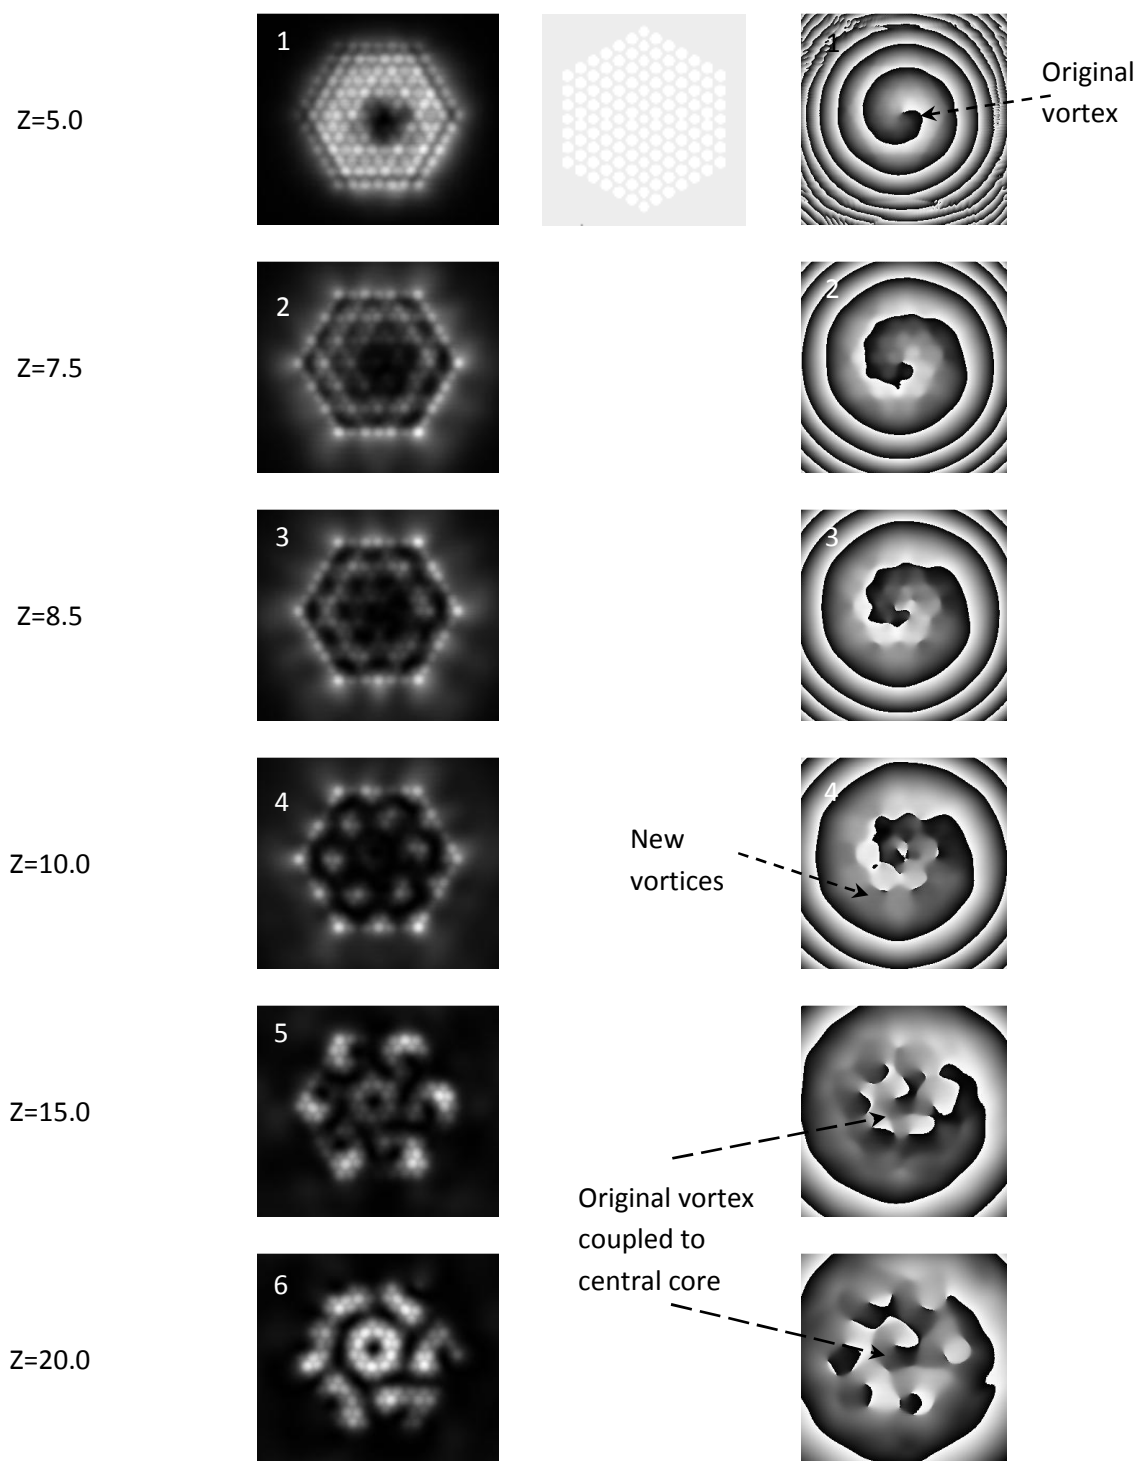 1
1
Original
vortex
Z=5.0
2
2
Z=7.5
3
3
Z=8.5
4
4
New
vortices
Z=10.0
5
Z=15.0
Original vortex
coupled to
central core
6
Z=20.0